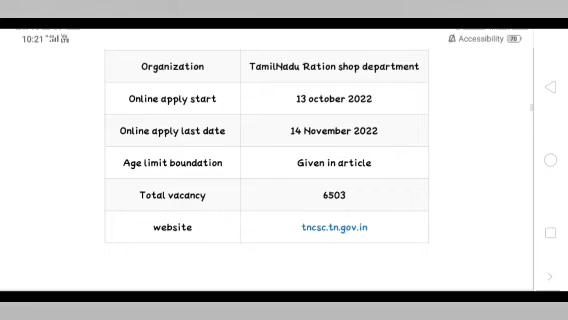 10:21
Accessibility 70
Organization TamilNadu Ration shop department
Online apply start 13 october 2022
Online apply last date 14 November 2022
Age limit boundation Given in article
Total vacancy 6503
website tncsc.tn.gov.in